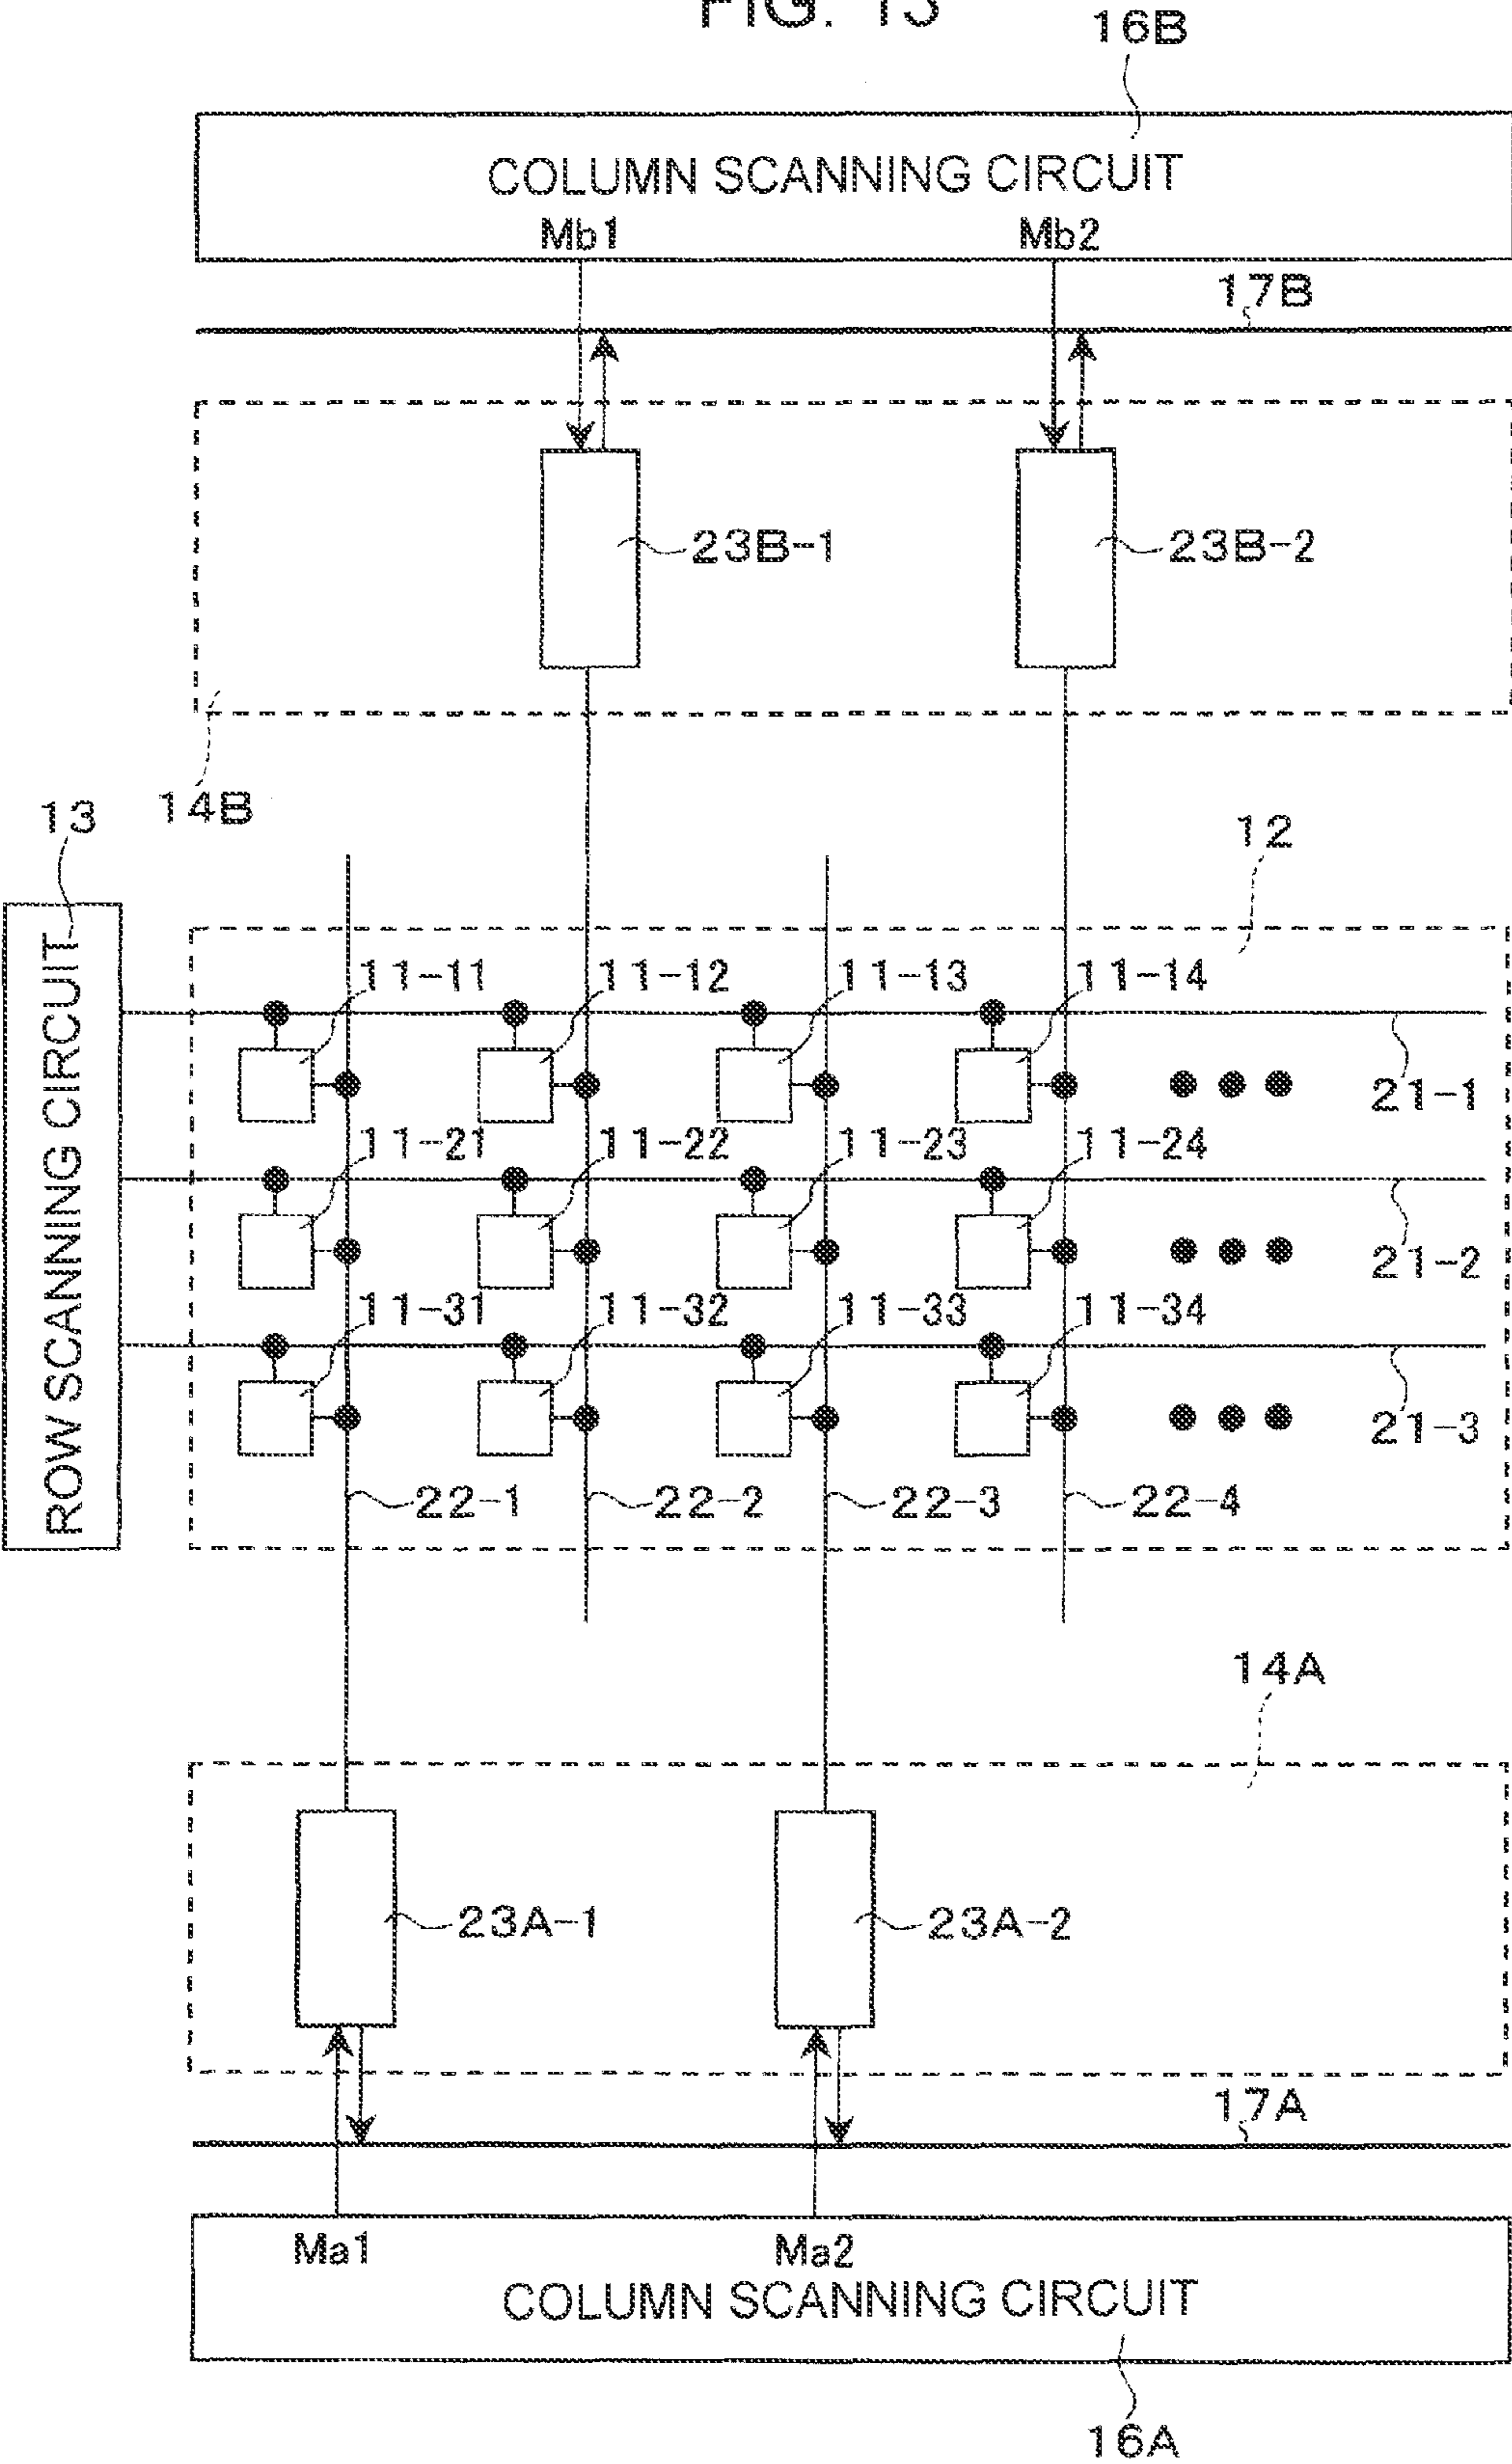 FIG. 13
16B
COLUMN SCANNING CIRCUIT
Mb1 Mb2
17B
23B-1 23B-2
14B
13
12
ROW SCANNING CIRCUIT
11-11 11-12 11-13 11-14
21-1
11-21 11-22 11-23 11-24
21-2
11-31 11-32 11-33 11-34
21-3
22-1 22-2 22-3 22-4
14A
23A-1 23A-2
17A
Ma1 Ma2
COLUMN SCANNING CIRCUIT
16A